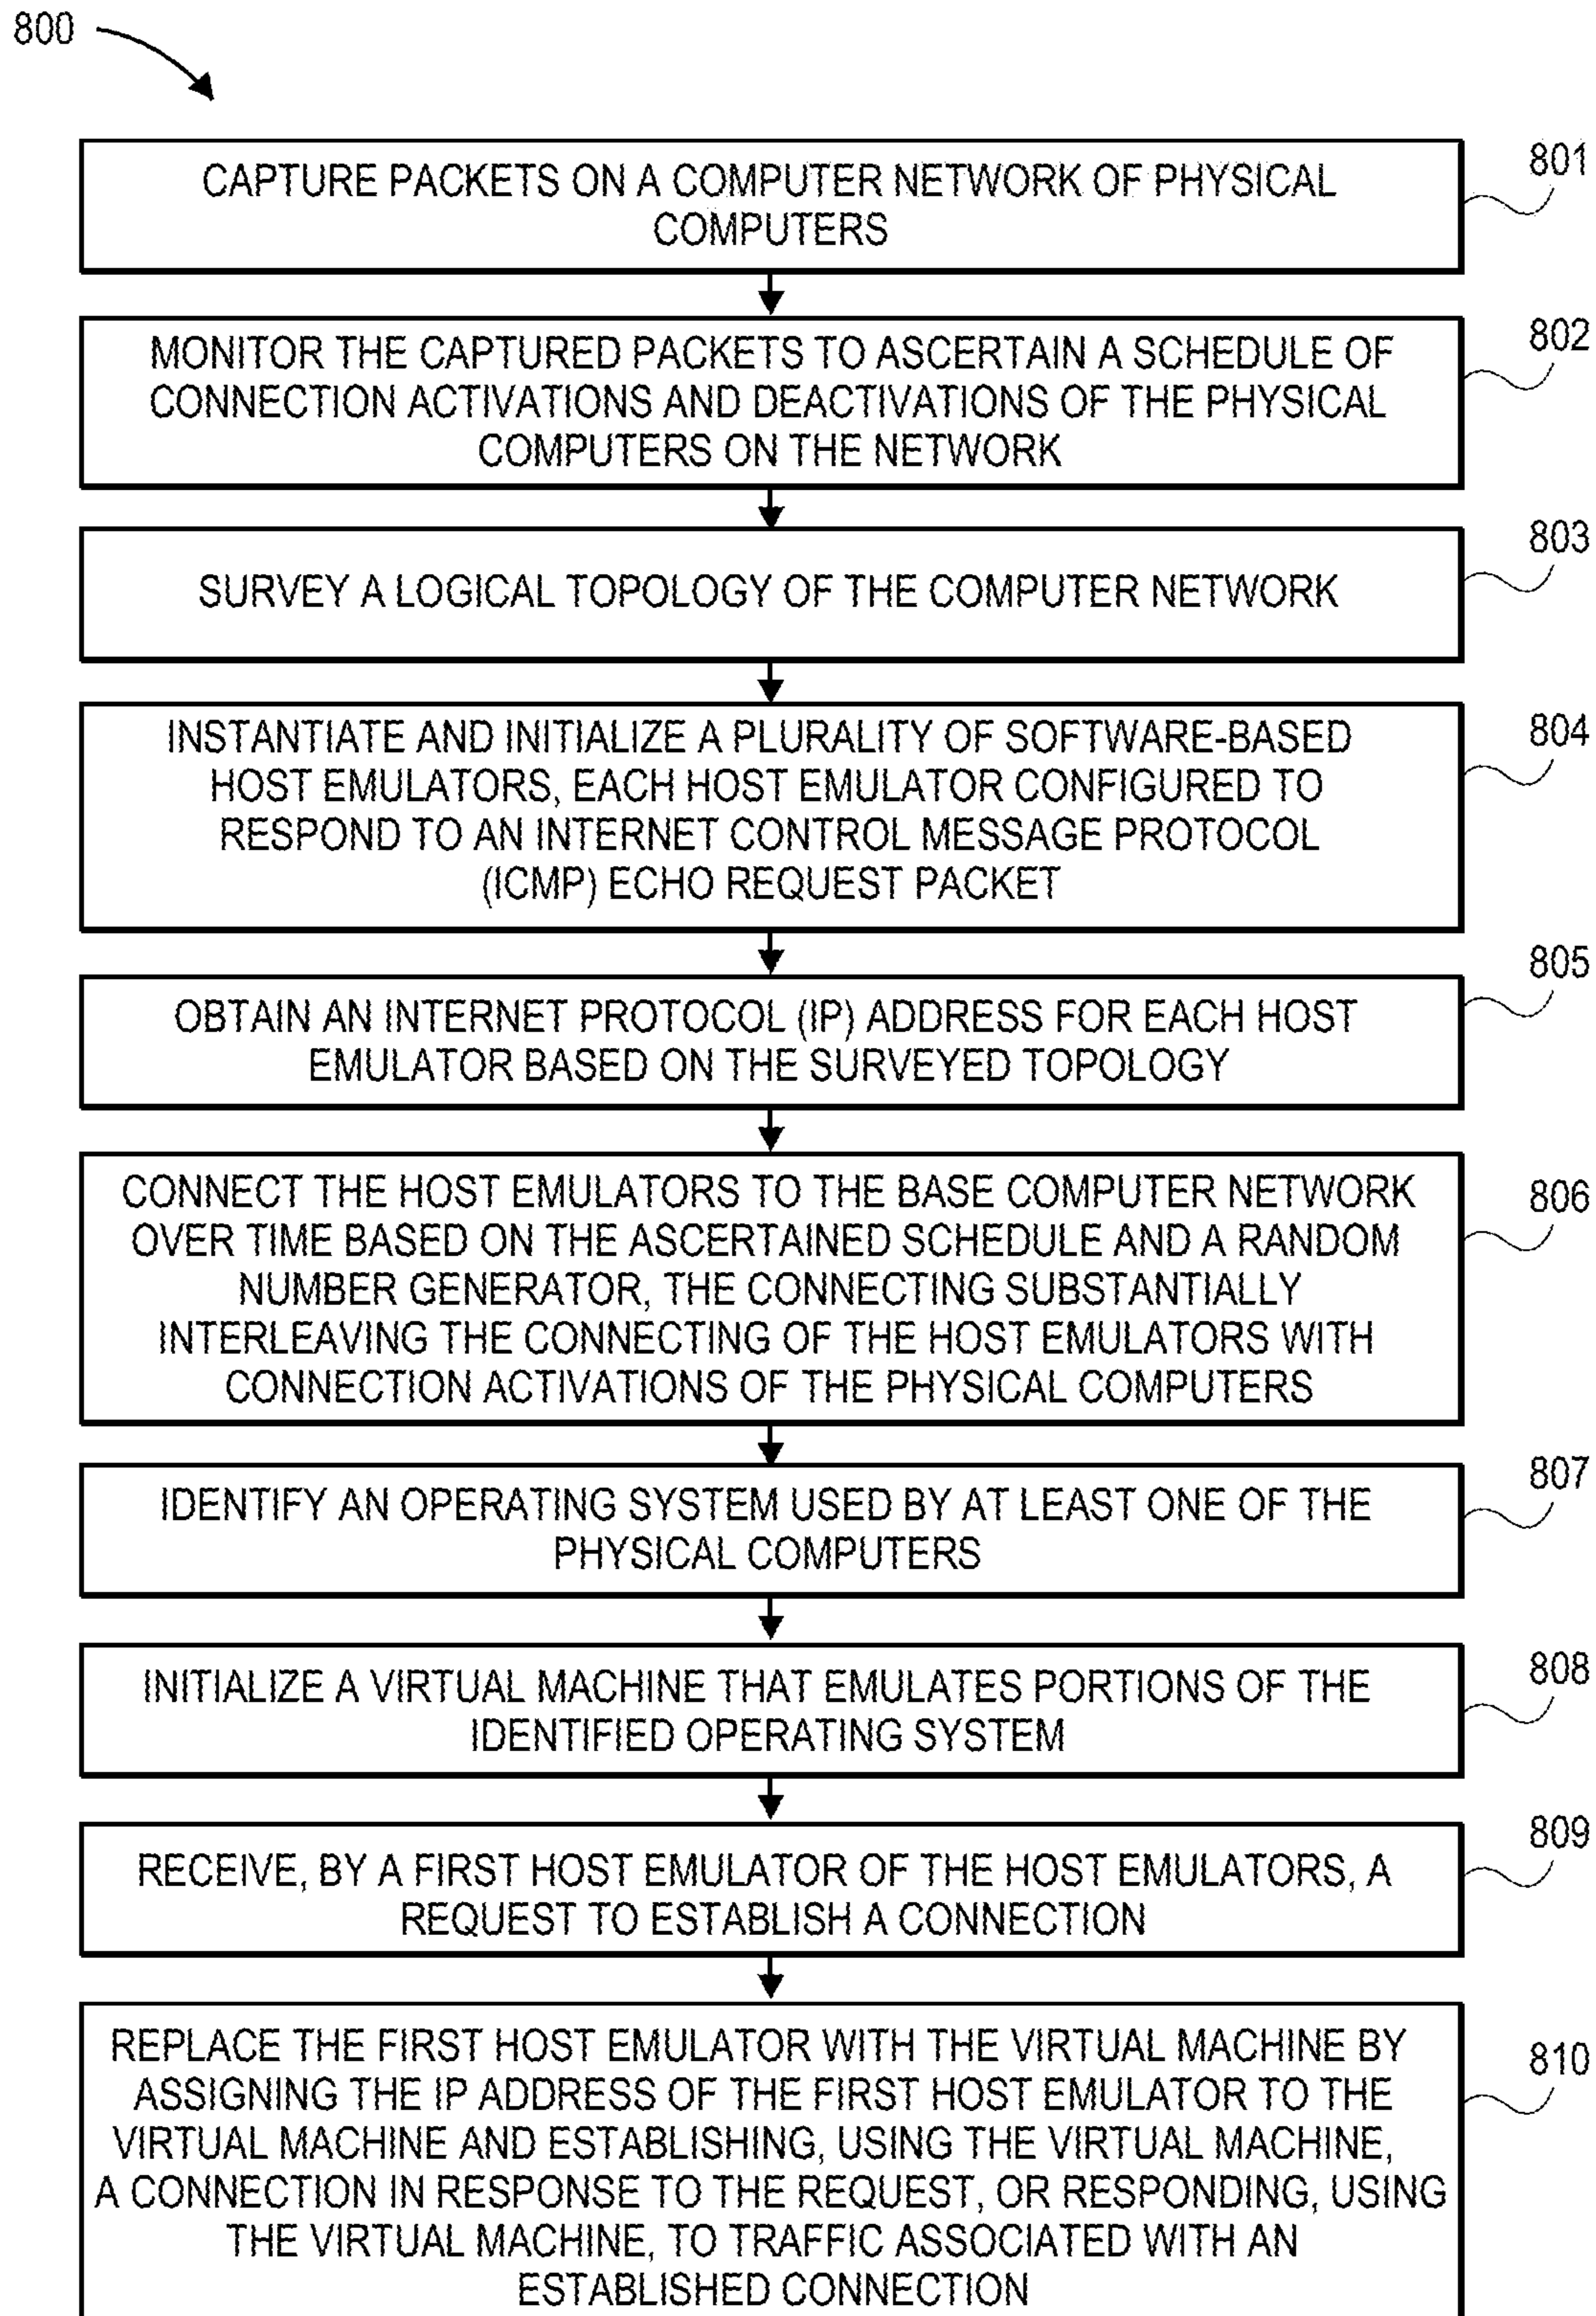 800
CAPTURE PACKETS ON A COMPUTER NETWORK OF PHYSICAL
COMPUTERS
801
MONITOR THE CAPTURED PACKETS TO ASCERTAIN A SCHEDULE OF
CONNECTION ACTIVATIONS AND DEACTIVATIONS OF THE PHYSICAL
COMPUTERS ON THE NETWORK
802
SURVEY A LOGICAL TOPOLOGY OF THE COMPUTER NETWORK
803
INSTANTIATE AND INITIALIZE A PLURALITY OF SOFTWARE-BASED
HOST EMULATORS, EACH HOST EMULATOR CONFIGURED TO
RESPOND TO AN INTERNET CONTROL MESSAGE PROTOCOL
(ICMP) ECHO REQUEST PACKET
804
OBTAIN AN INTERNET PROTOCOL (IP) ADDRESS FOR EACH HOST
EMULATOR BASED ON THE SURVEYED TOPOLOGY
805
CONNECT THE HOST EMULATORS TO THE BASE COMPUTER NETWORK
OVER TIME BASED ON THE ASCERTAINED SCHEDULE AND A RANDOM
NUMBER GENERATOR, THE CONNECTING SUBSTANTIALLY
INTERLEAVING THE CONNECTING OF THE HOST EMULATORS WITH
CONNECTION ACTIVATIONS OF THE PHYSICAL COMPUTERS
806
IDENTIFY AN OPERATING SYSTEM USED BY AT LEAST ONE OF THE
PHYSICAL COMPUTERS
807
INITIALIZE A VIRTUAL MACHINE THAT EMULATES PORTIONS OF THE
IDENTIFIED OPERATING SYSTEM
808
RECEIVE, BY A FIRST HOST EMULATOR OF THE HOST EMULATORS, A
REQUEST TO ESTABLISH A CONNECTION
809
REPLACE THE FIRST HOST EMULATOR WITH THE VIRTUAL MACHINE BY
ASSIGNING THE IP ADDRESS OF THE FIRST HOST EMULATOR TO THE
VIRTUAL MACHINE AND ESTABLISHING, USING THE VIRTUAL MACHINE,
A CONNECTION IN RESPONSE TO THE REQUEST, OR RESPONDING, USING
THE VIRTUAL MACHINE, TO TRAFFIC ASSOCIATED WITH AN
ESTABLISHED CONNECTION
810